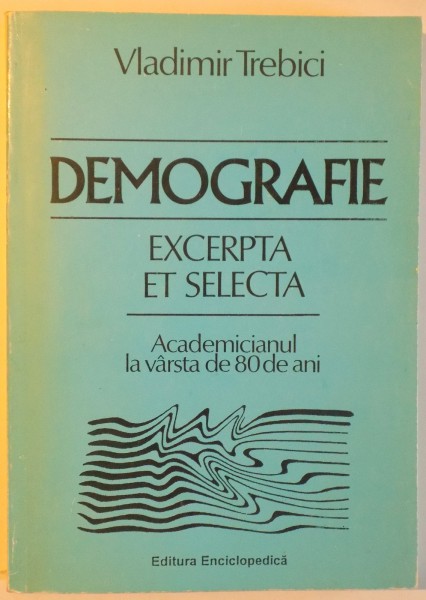 Vladimir Trebici
DEMOGRAFIE
EXCERPTA
ET SELECTA
Academicianul
la vârsta de 80 de ani
Editura Enciclopedică